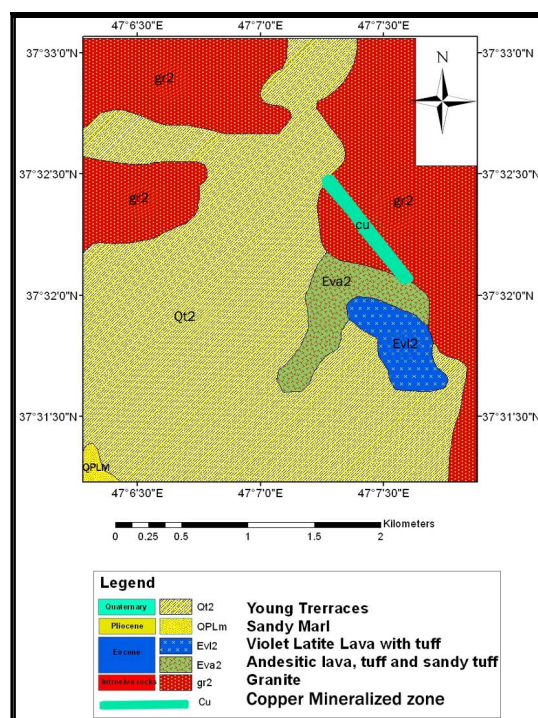 47°6'30"E 47°7'0"E 47°7'30"E
37°33'0"N 37°33'0"N
N
gr2
37°32'30"N 37°32'30"N
gr2 gr2
cu
Eva2
37°32'0"N 37°32'0"N
Qt2
Evl2
37°31'30"N 37°31'30"N
QPLM
47°6'30"E 47°7'0"E 47°7'30"E
Kilometers
0 0.25 0.5 1 1.5 2
Legend
Quaternary Qt2 Young Trerraces
Pliocene QPLm Sandy Marl
Eocene Evl2 Violet Latite Lava with tuff
Eva2 Andesitic lava, tuff and sandy tuff
Intrusive rocks gr2 Granite
Cu Copper Mineralized zone